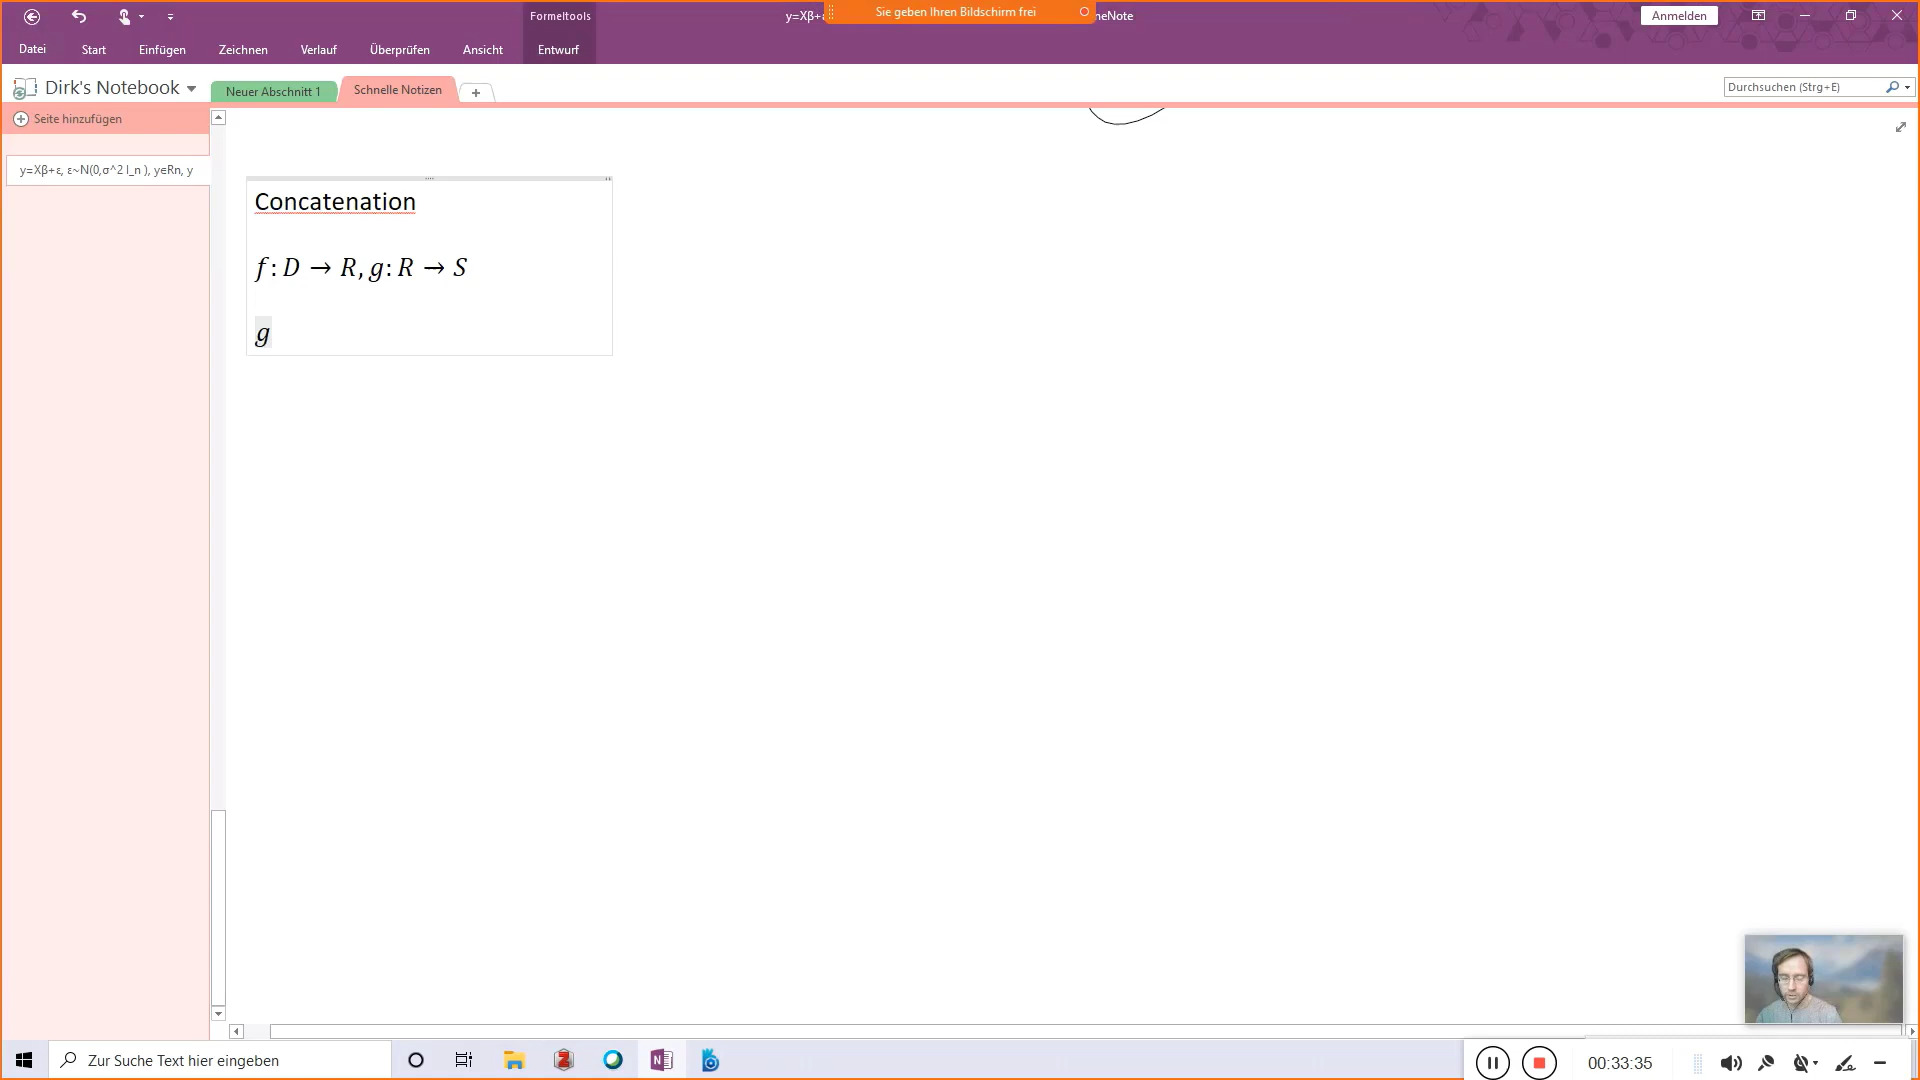 Formeltools
y=Xβ+ε
Sie geben Ihren Bildschirm frei
neNote
Anmelden
Datei
Start
Einfügen
Zeichnen
Verlauf
Überprüfen
Ansicht
Entwurf
Dirk's Notebook
Neuer Abschnitt 1
Schnelle Notizen
Durchsuchen (Strg+E)
Seite hinzufügen
y=Xβ+ε, ε~N(0,σ^2 I_n ), y∈Rn, y
Concatenation
f: D → R, g: R → S
g
Zur Suche Text hier eingeben
00:33:35